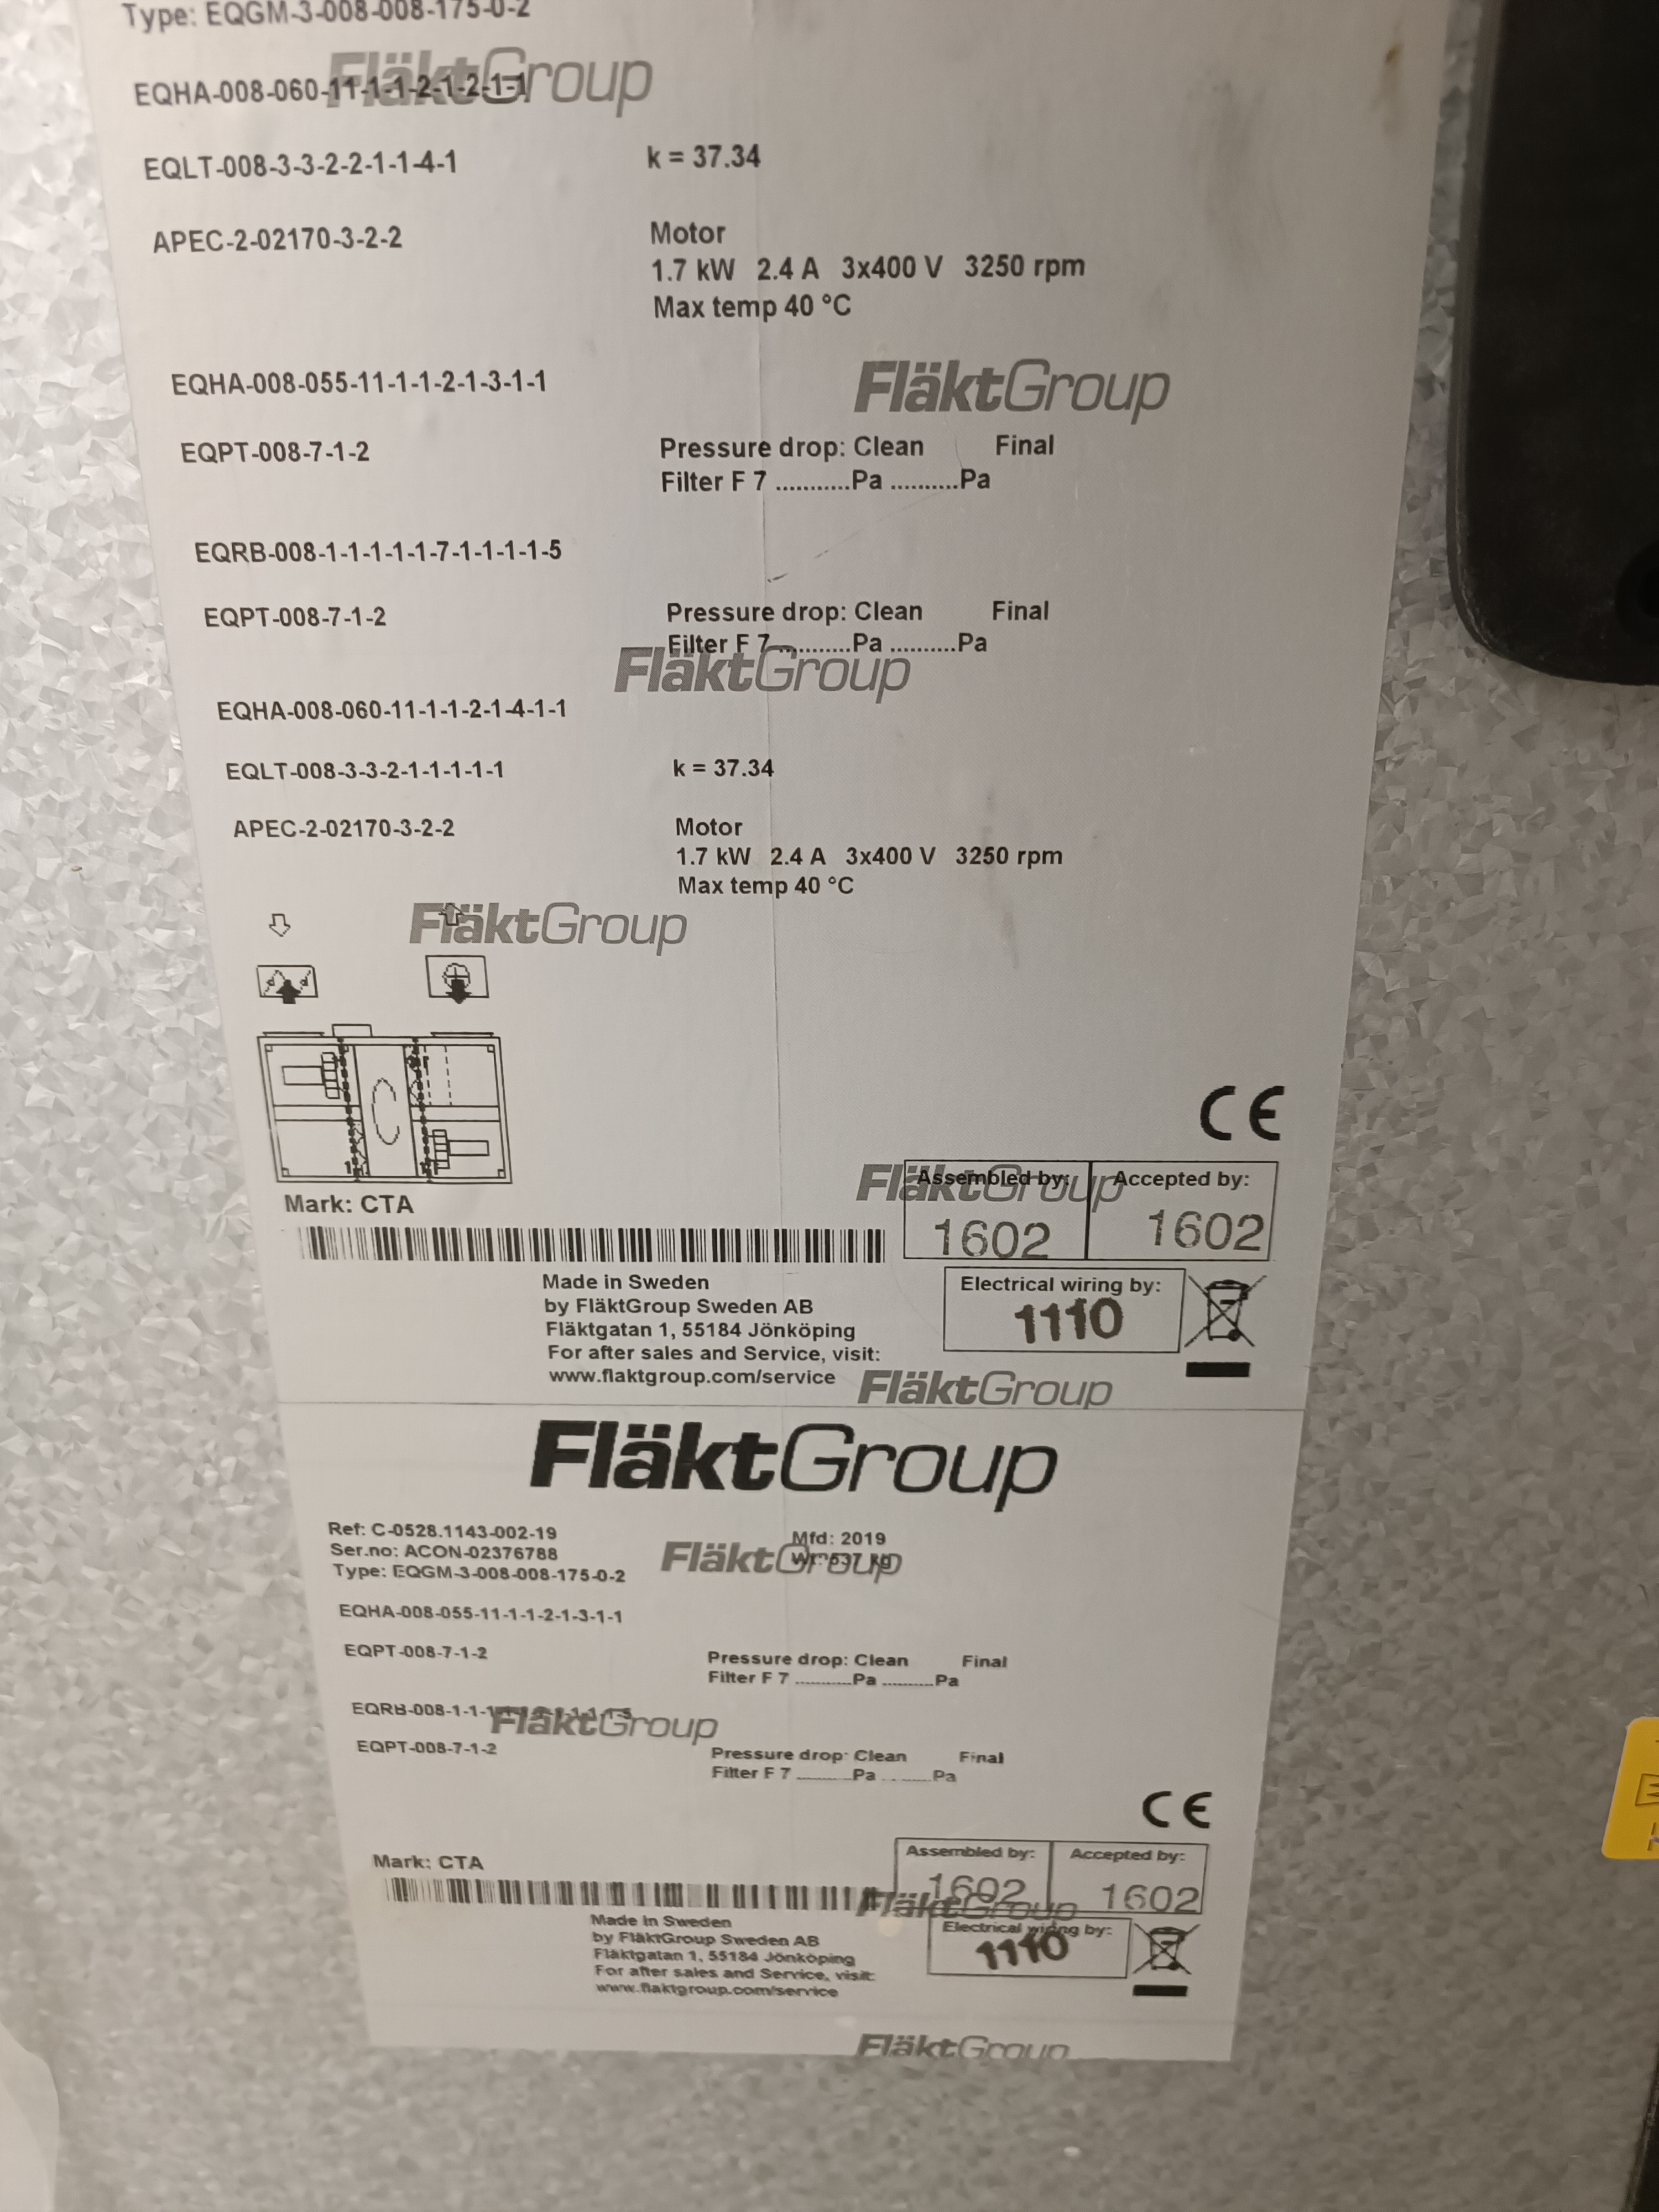 Type: EQGM-3-008-008-175-0-2
FläktGroup
EQHA-008-060-11-1-1-2-1-2-1-1
EQLT-008-3-3-2-2-1-1-4-1 k = 37.34
APEC-2-02170-3-2-2 Motor
1.7 kW 2.4 A 3x400 V 3250 rpm
Max temp 40 °C
EQHA-008-055-11-1-1-2-1-3-1-1
FläktGroup
EQPT-008-7-1-2 Pressure drop: Clean Final
Filter F 7 ...........Pa ..........Pa
EQRB-008-1-1-1-1-1-7-1-1-1-1-5
EQPT-008-7-1-2 Pressure drop: Clean Final
Filter F 7...........Pa ..........Pa
FläktGroup
EQHA-008-060-11-1-1-2-1-4-1-1
EQLT-008-3-3-2-1-1-1-1-1 k = 37.34
APEC-2-02170-3-2-2 Motor
1.7 kW 2.4 A 3x400 V 3250 rpm
Max temp 40 °C
FläktGroup
CE
FläktGroup
Assembled by: Accepted by:
Mark: CTA
1602 1602
Made in Sweden
by FläktGroup Sweden AB
Fläktgatan 1, 55184 Jönköping
For after sales and Service, visit:
www.flaktgroup.com/service
Electrical wiring by:
1110
FläktGroup
FläktGroup
Ref: C-0528.1143-002-19 Mfd: 2019
Ser.no: ACON-02376788 Wt: 537 kg
FläktGroup
Type: EQGM-3-008-008-175-0-2
EQHA-008-055-11-1-1-2-1-3-1-1
EQPT-008-7-1-2 Pressure drop: Clean Final
Filter F 7 ...........Pa ..........Pa
FläktGroup
EQPT-008-7-1-2 Pressure drop: Clean Final
Filter F 7 ...........Pa ..........Pa
CE
Assembled by: Accepted by:
Mark: CTA
1602 1602
FläktGroup
Made in Sweden
by FläktGroup Sweden AB
Fläktgatan 1, 55184 Jönköping
For after sales and Service, visit:
www.flaktgroup.com/service
Electrical wiring by:
1110
FläktGroup